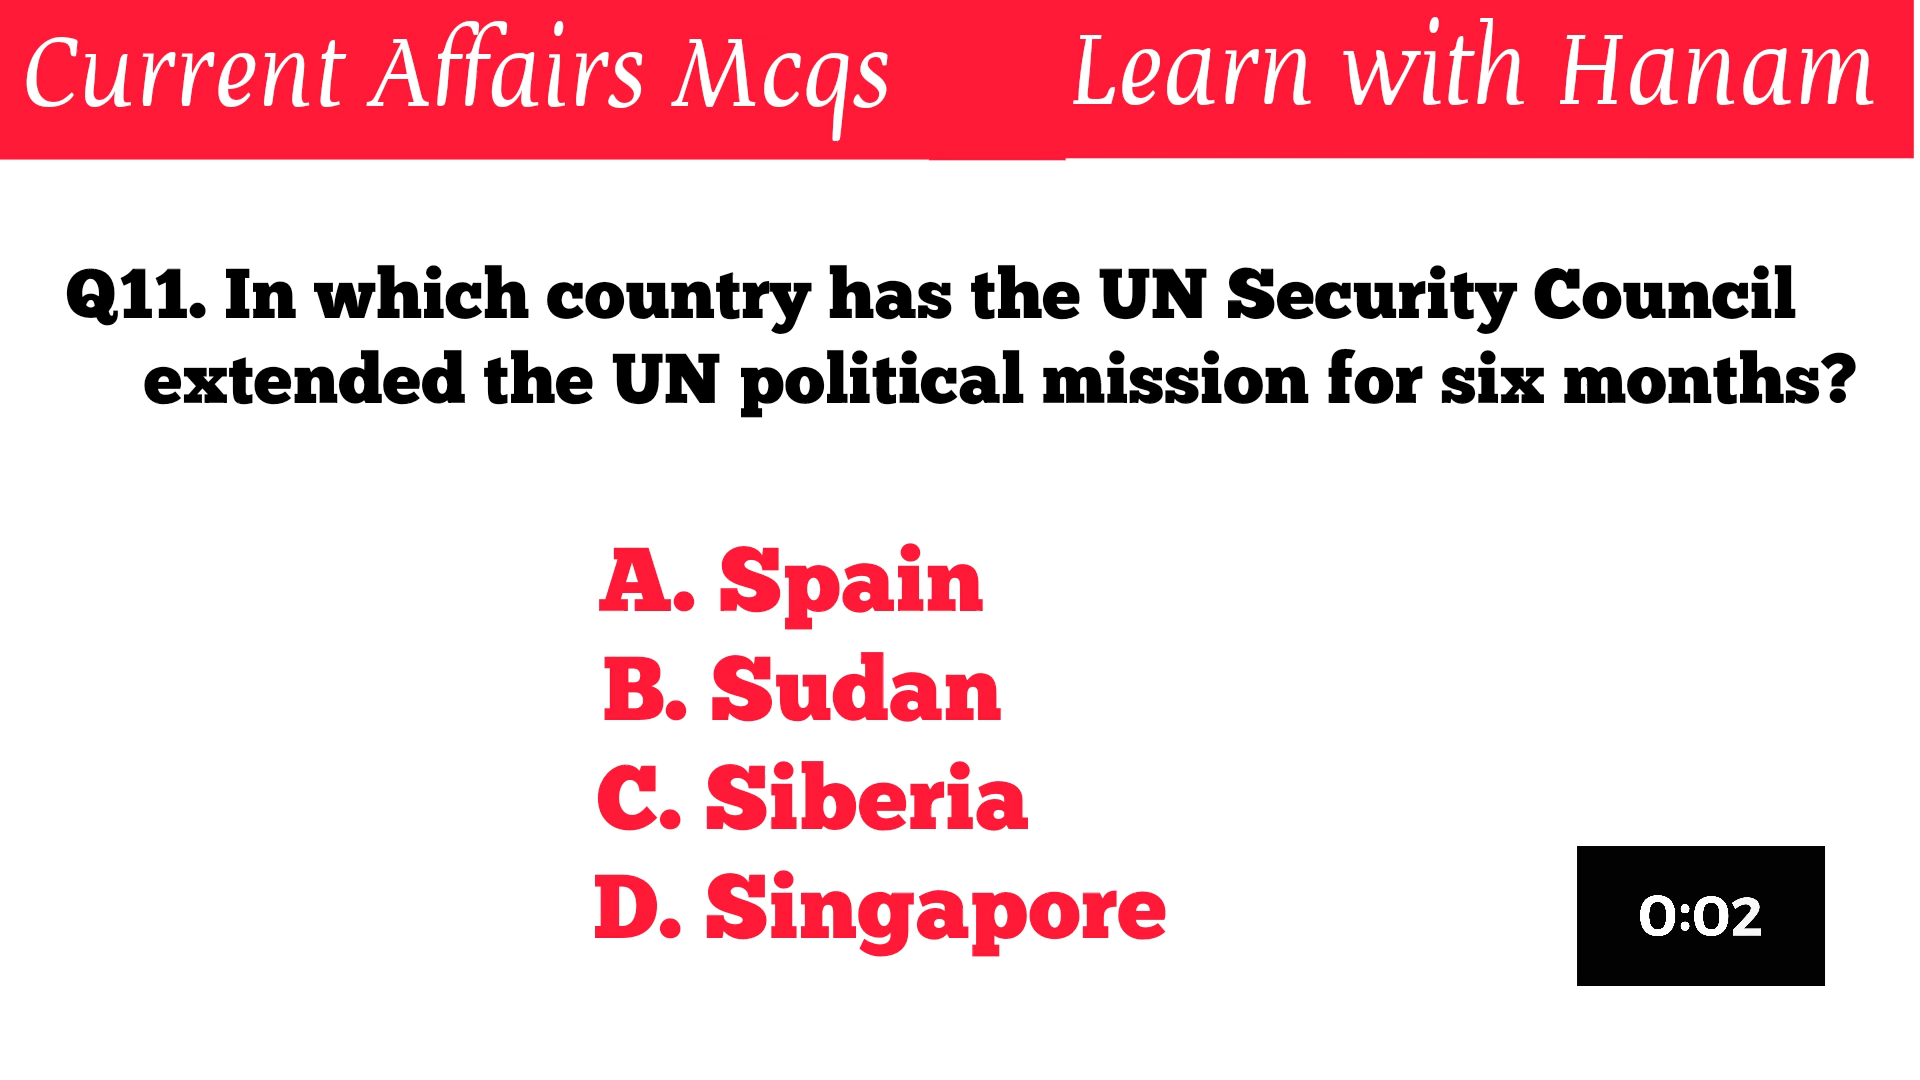 Current Affairs Mcqs
Learn with Hanam
Q11. In which country has the UN Security Council
extended the UN political mission for six months?
A. Spain
B. Sudan
C. Siberia
D. Singapore
0:02